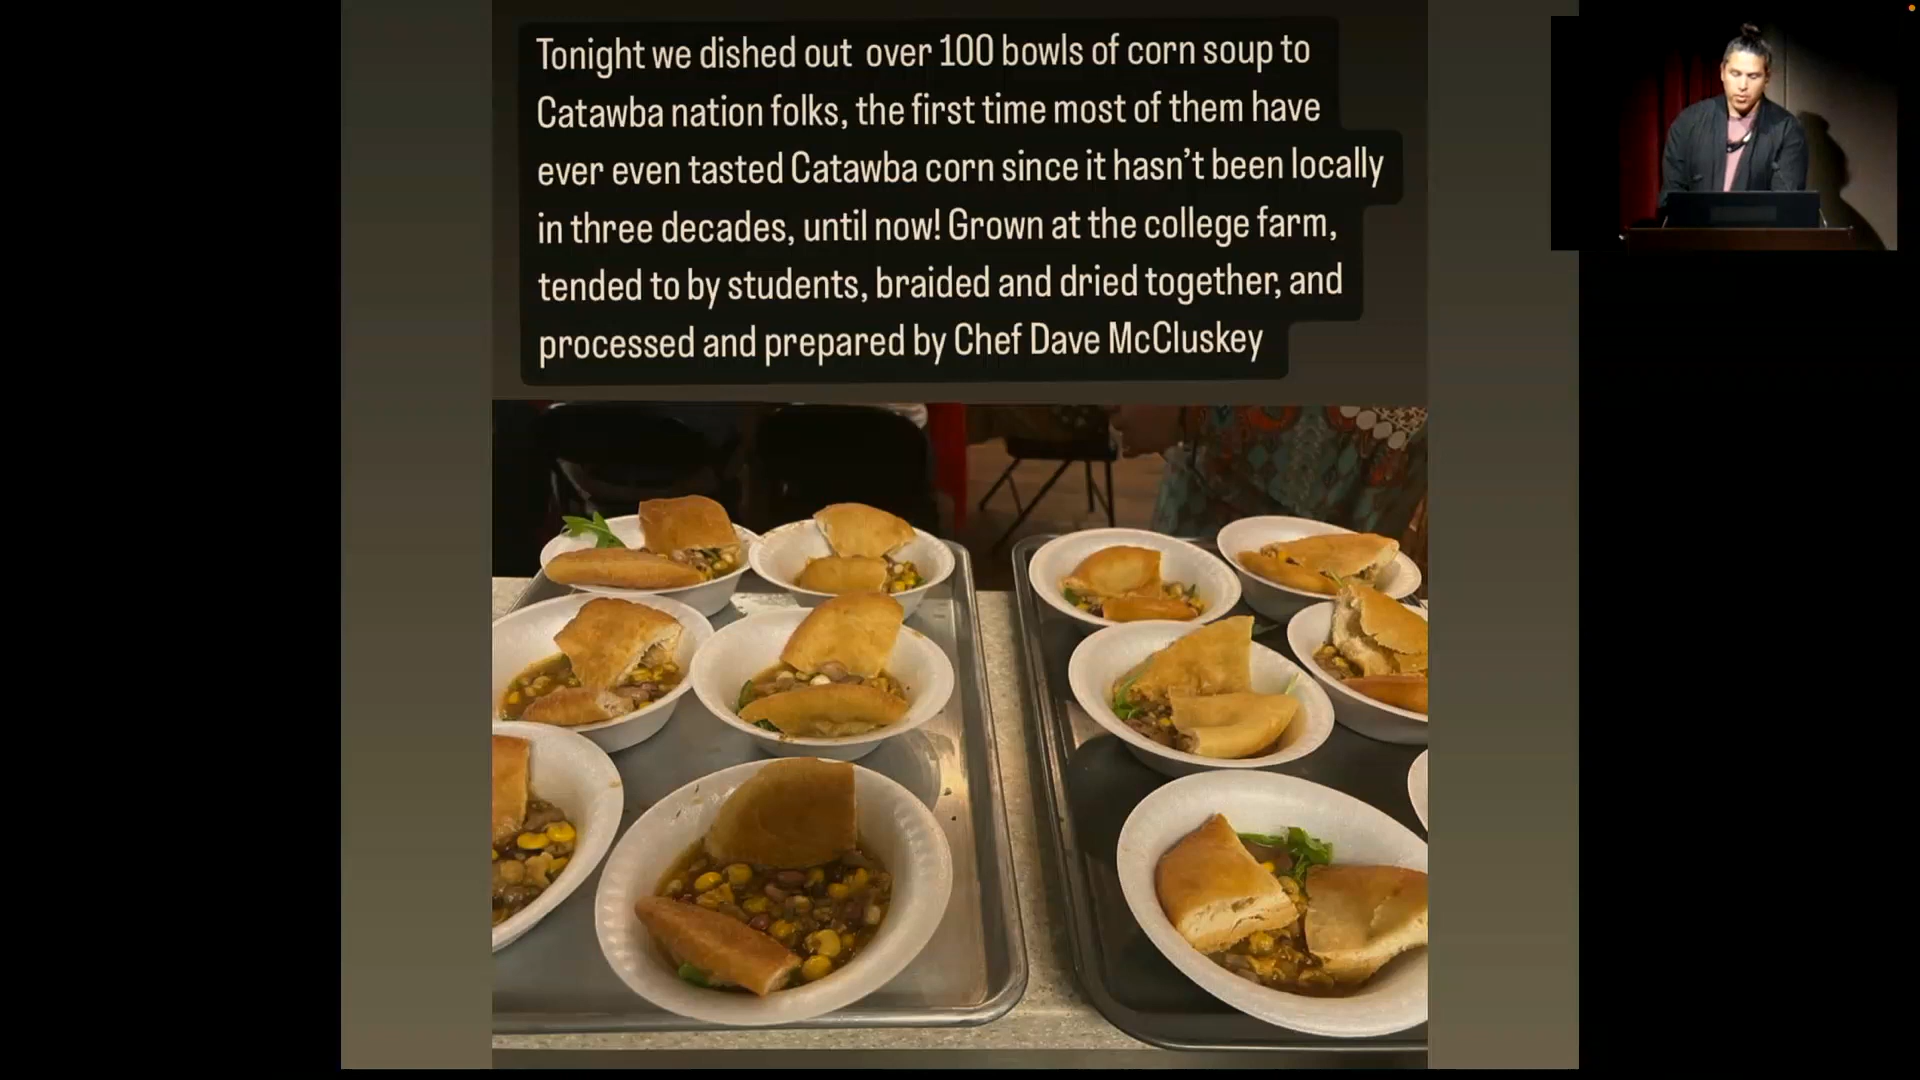 Tonight we dished out over 100 bowls of corn soup to
Catawba nation folks, the first time most of them have
ever even tasted Catawba corn since it hasn't been locally
in three decades, until now! Grown at the college farm,
tended to by students, braided and dried together, and
processed and prepared by Chef Dave McCluskey